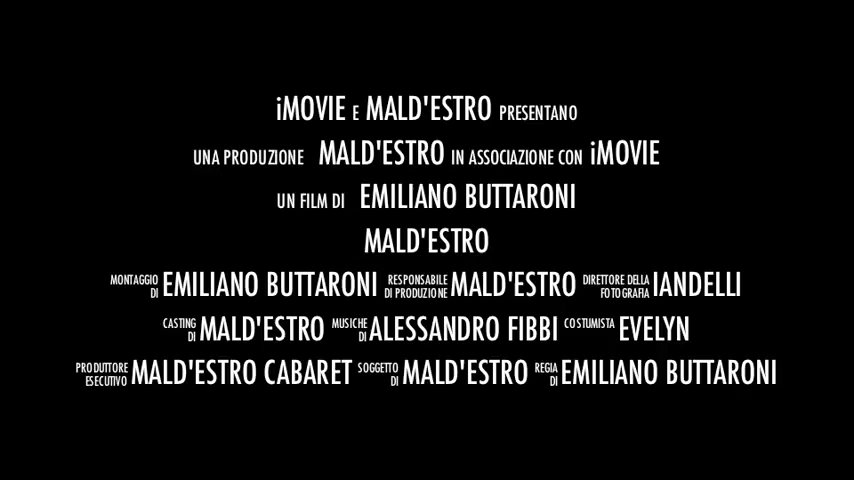 iMOVIE E MALD'ESTRO PRESENTANO
UNA PRODUZIONE MALD'ESTRO IN ASSOCIAZIONE CON iMOVIE
UN FILM DI EMILIANO BUTTARONI
MALD'ESTRO
MONTAGGIO DI EMILIANO BUTTARONI RESPONSABILE DI PRODUZIONE MALD'ESTRO DIRETTORE DELLA FOTOGRAFIA IANDELLI
CASTING DI MALD'ESTRO MUSICHE DI ALESSANDRO FIBBI COSTUMISTA EVELYN
PRODUTTORE ESECUTIVO MALD'ESTRO CABARET SOGGETTO DI MALD'ESTRO REGIA DI EMILIANO BUTTARONI